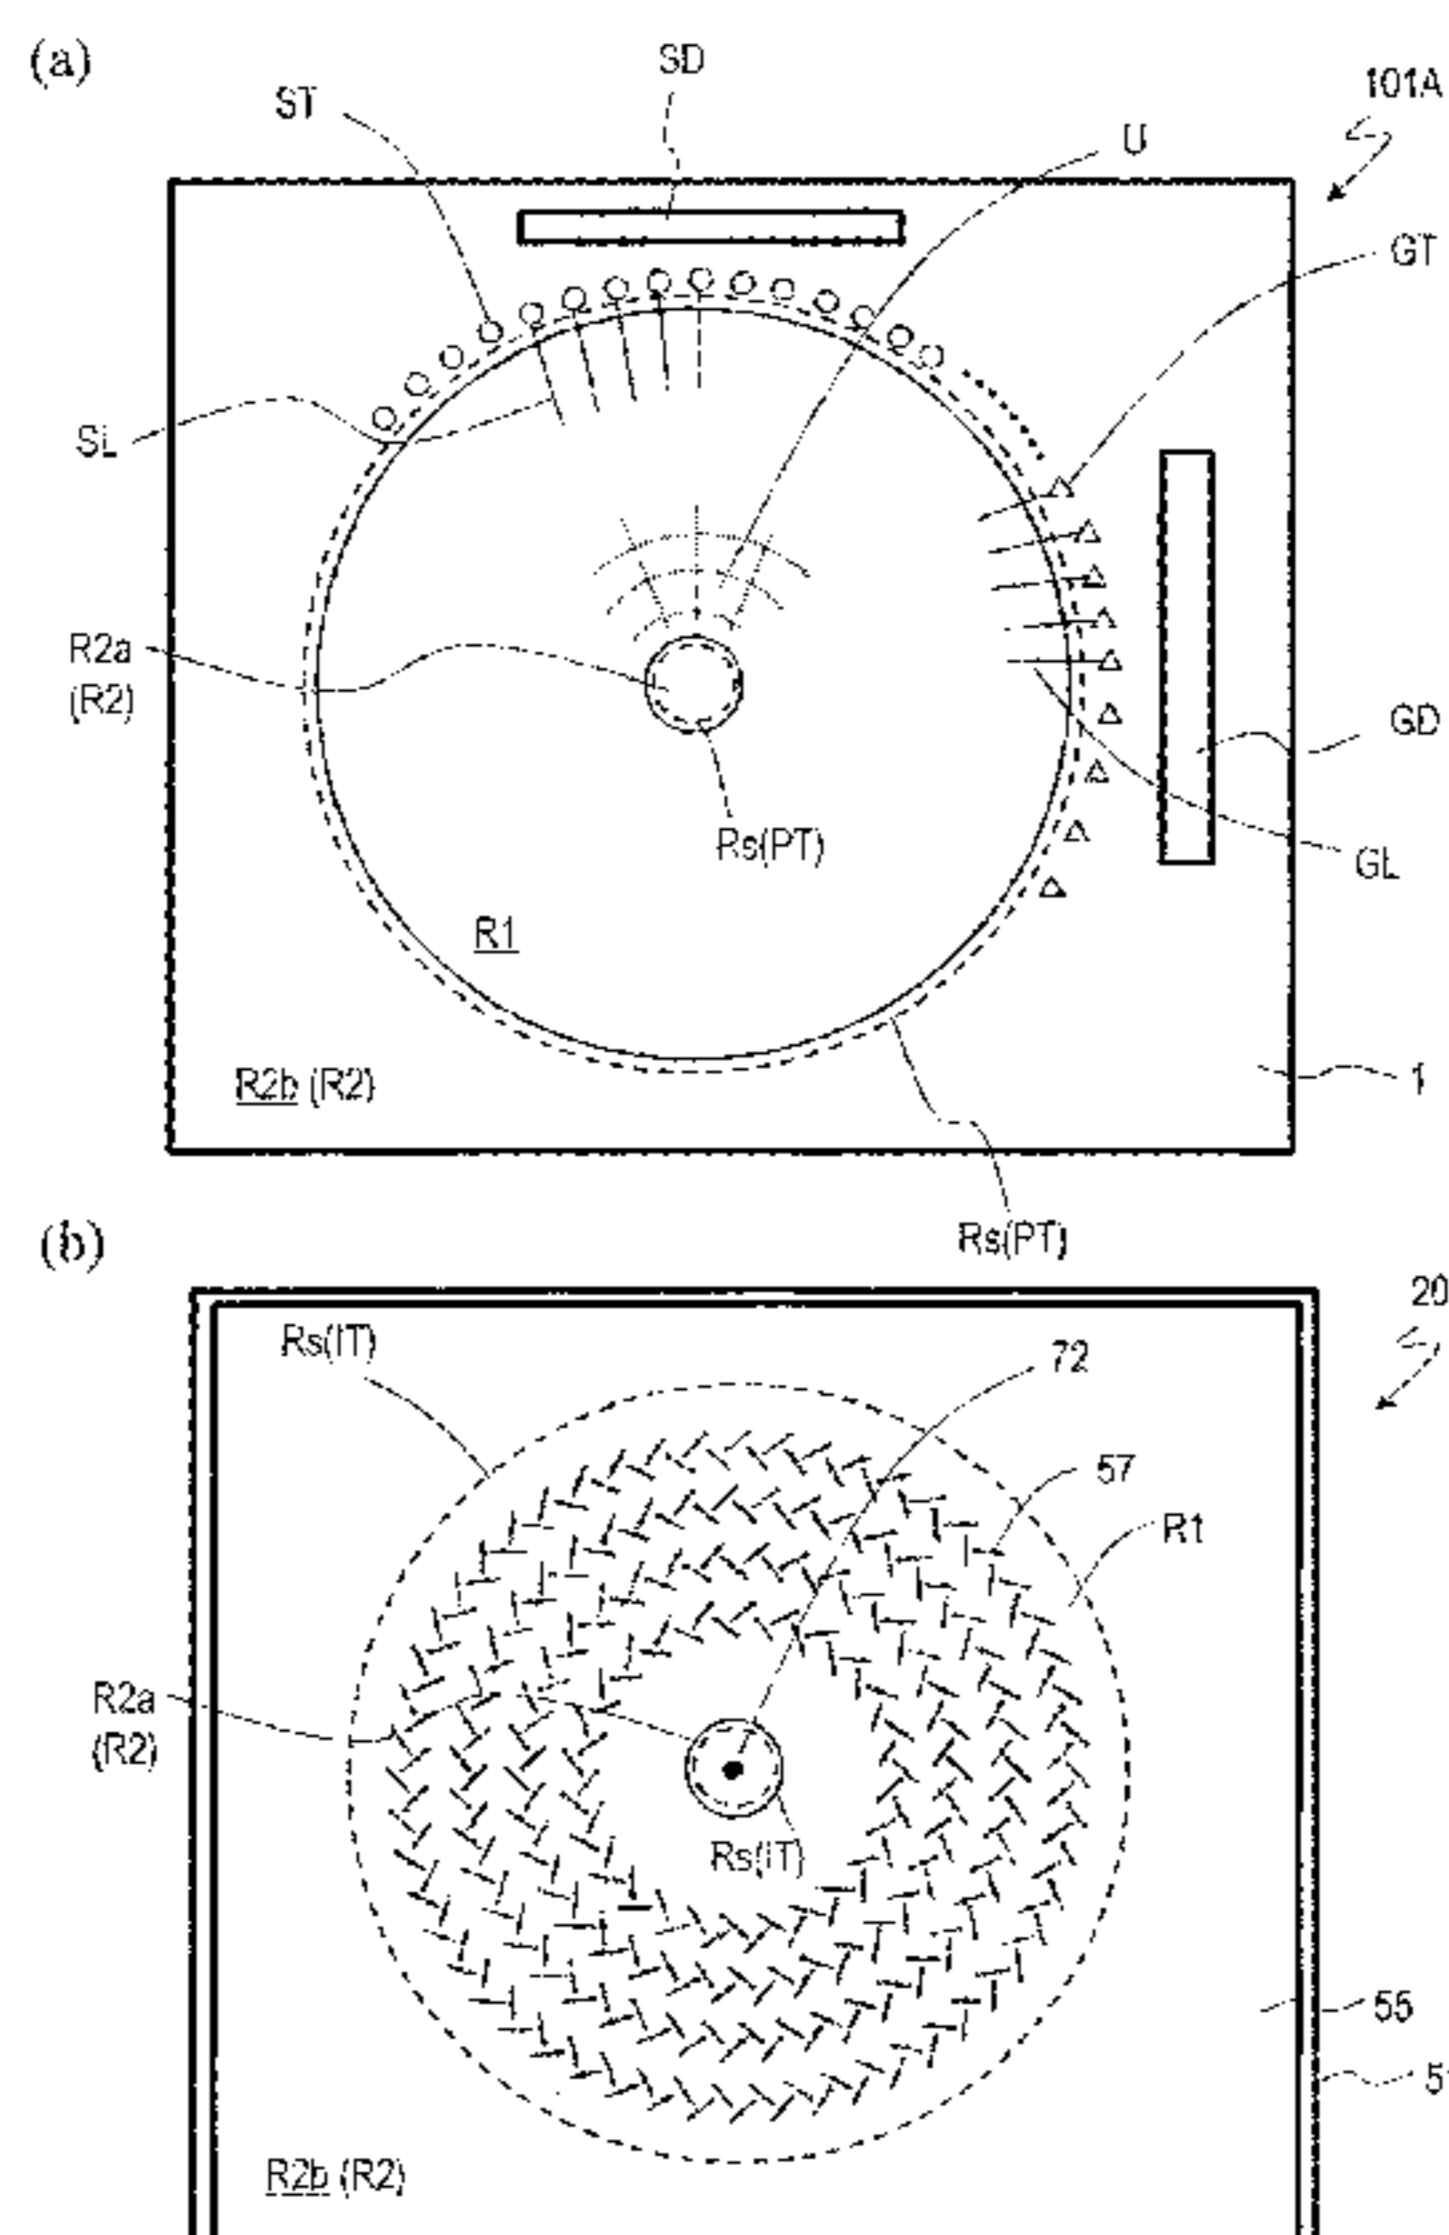 (a)
SD
ST
101A
U
GT
SL
R2a
(R2)
GD
Rs(PT)
GL
R1
R2b (R2)
1
Rs(PT)
(b)
20
Rs(IT)
72
57
R1
R2a
(R2)
Rs(IT)
55
R2b (R2)